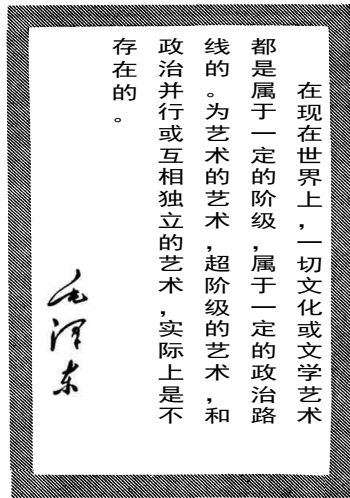 在现在世界上，一切文化或文学艺术
都是属于一定的阶级，属于一定的政治路
线的。为艺术的艺术，超阶级的艺术，和
政治并行或互相独立的艺术，实际上是不
存在的。
毛泽东